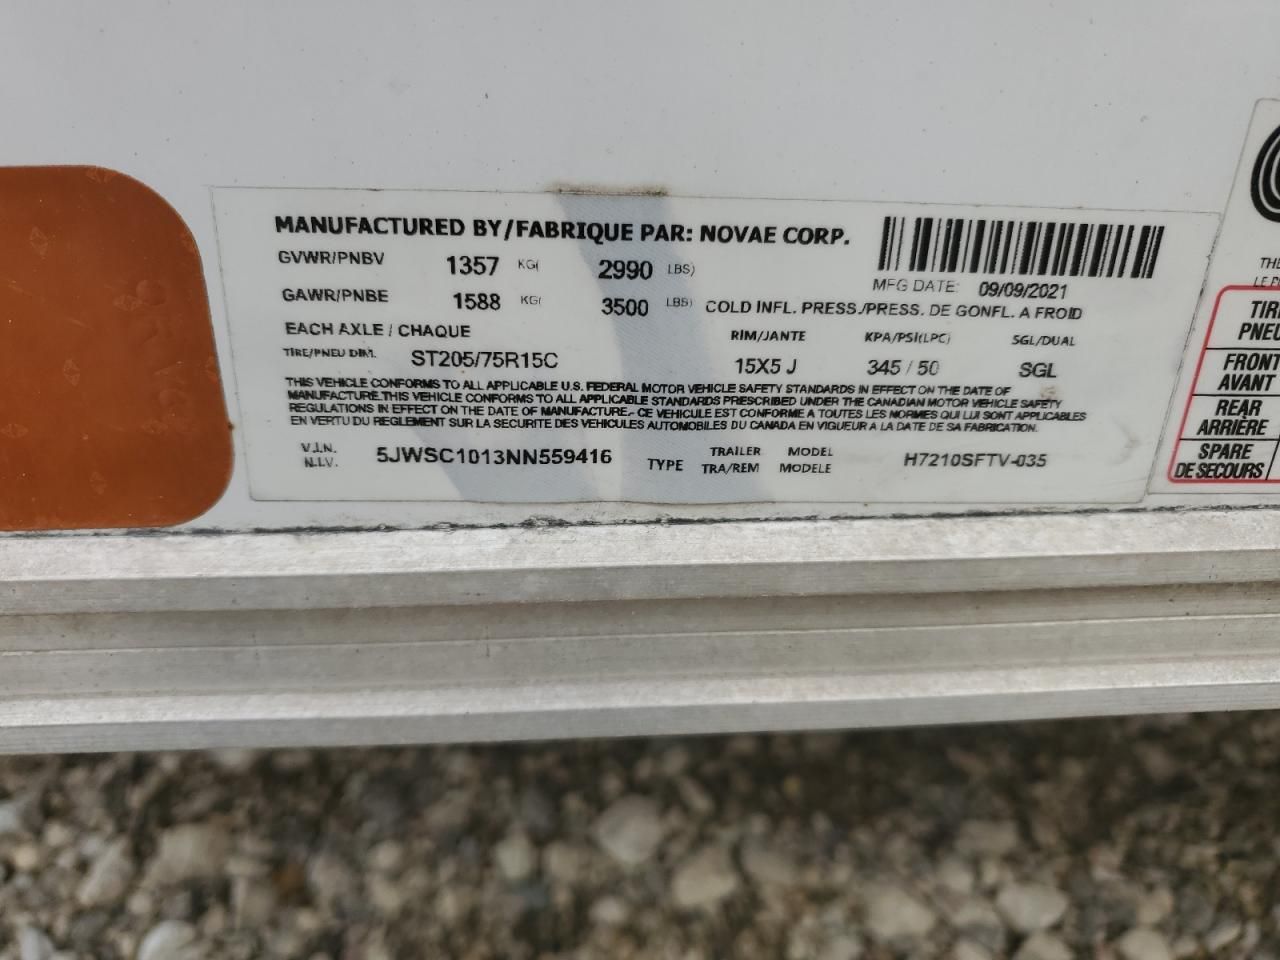 MANUFACTURED BY/FABRIQUE PAR: NOVAE CORP.
GVWR/PNBV 1357 KG( 2990 LBS)
MFG DATE: 09/09/2021
GAWR/PNBE 1588 KG( 3500 LBS) COLD INFL. PRESS./PRESS. DE GONFL. A FROID
EACH AXLE / CHAQUE RIM/JANTE KPA/PSI(LPC) SGL/DUAL
TIRE/PNEU DIM. ST205/75R15C 15X5 J 345 / 50 SGL
THIS VEHICLE CONFORMS TO ALL APPLICABLE U.S. FEDERAL MOTOR VEHICLE SAFETY STANDARDS IN EFFECT ON THE DATE OF
MANUFACTURE.THIS VEHICLE CONFORMS TO ALL APPLICABLE STANDARDS PRESCRIBED UNDER THE CANADIAN MOTOR VEHICLE SAFETY
REGULATIONS IN EFFECT ON THE DATE OF MANUFACTURE.- CE VEHICULE EST CONFORME A TOUTES LES NORMES QUI LUI SONT APPLICABLES
EN VERTU DU REGLEMENT SUR LA SECURITE DES VEHICULES AUTOMOBILES DU CANADA EN VIGUEUR A LA DATE DE SA FABRICATION.
V.I.N. 5JWSC1013NN559416 TYPE TRAILER MODEL H7210SFTV-035
N.I.V. TRA/REM MODELE
THE
LE
TIR
PNEU
FRONT
AVANT
REAR
ARRIÈRE
SPARE
DE SECOURS